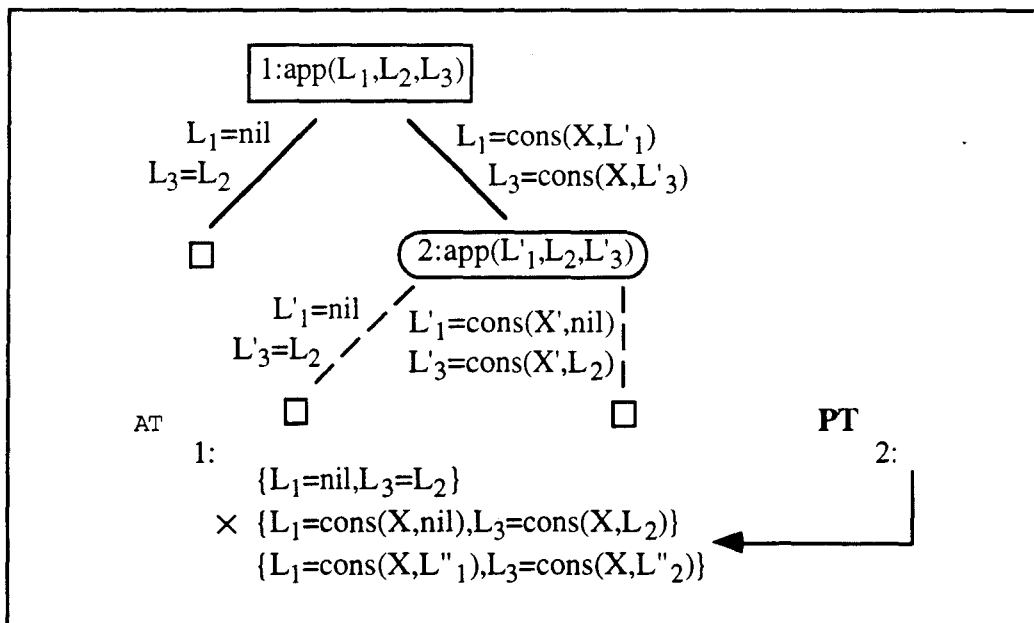 1:app(L₁,L₂,L₃)
L₁=nil
L₃=L₂
L₁=cons(X,L'₁)
L₃=cons(X,L'₃)
2:app(L'₁,L₂,L'₃)
L'₁=nil
L'₃=L₂
L'₁=cons(X',nil)
L'₃=cons(X',L₂)
AT
PT
1:
2:
{L₁=nil,L₃=L₂}
× {L₁=cons(X,nil),L₃=cons(X,L₂)}
{L₁=cons(X,L"₁),L₃=cons(X,L"₂)}